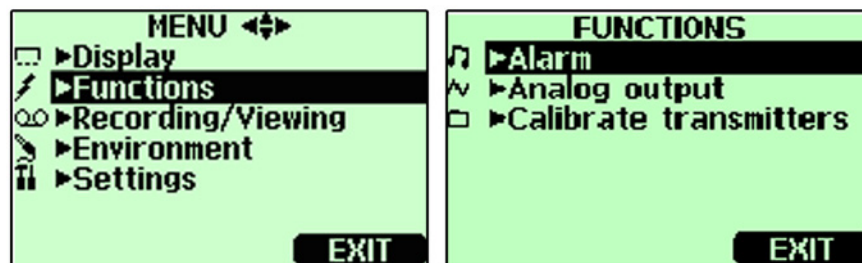 MENU
Display
Functions
Recording/Viewing
Environment
Settings
EXIT
FUNCTIONS
Alarm
Analog output
Calibrate transmitters
EXIT